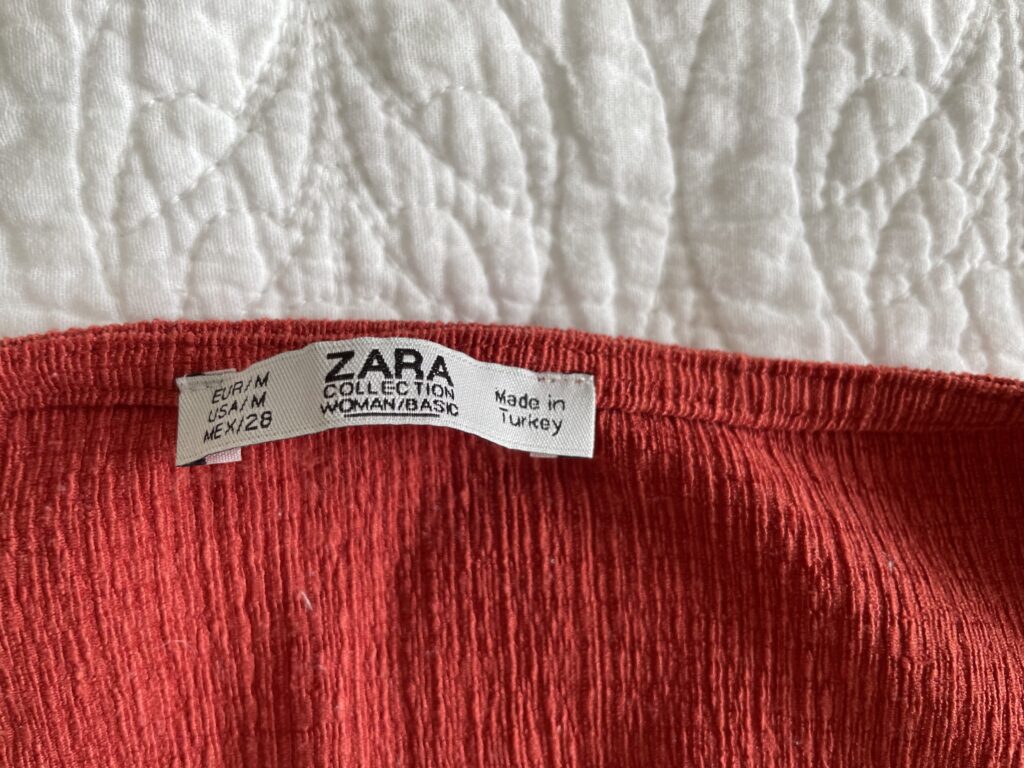 EUR/M
USA/M
MEX/28
ZARA
COLLECTION
WOMAN/BASIC
Made in
Turkey